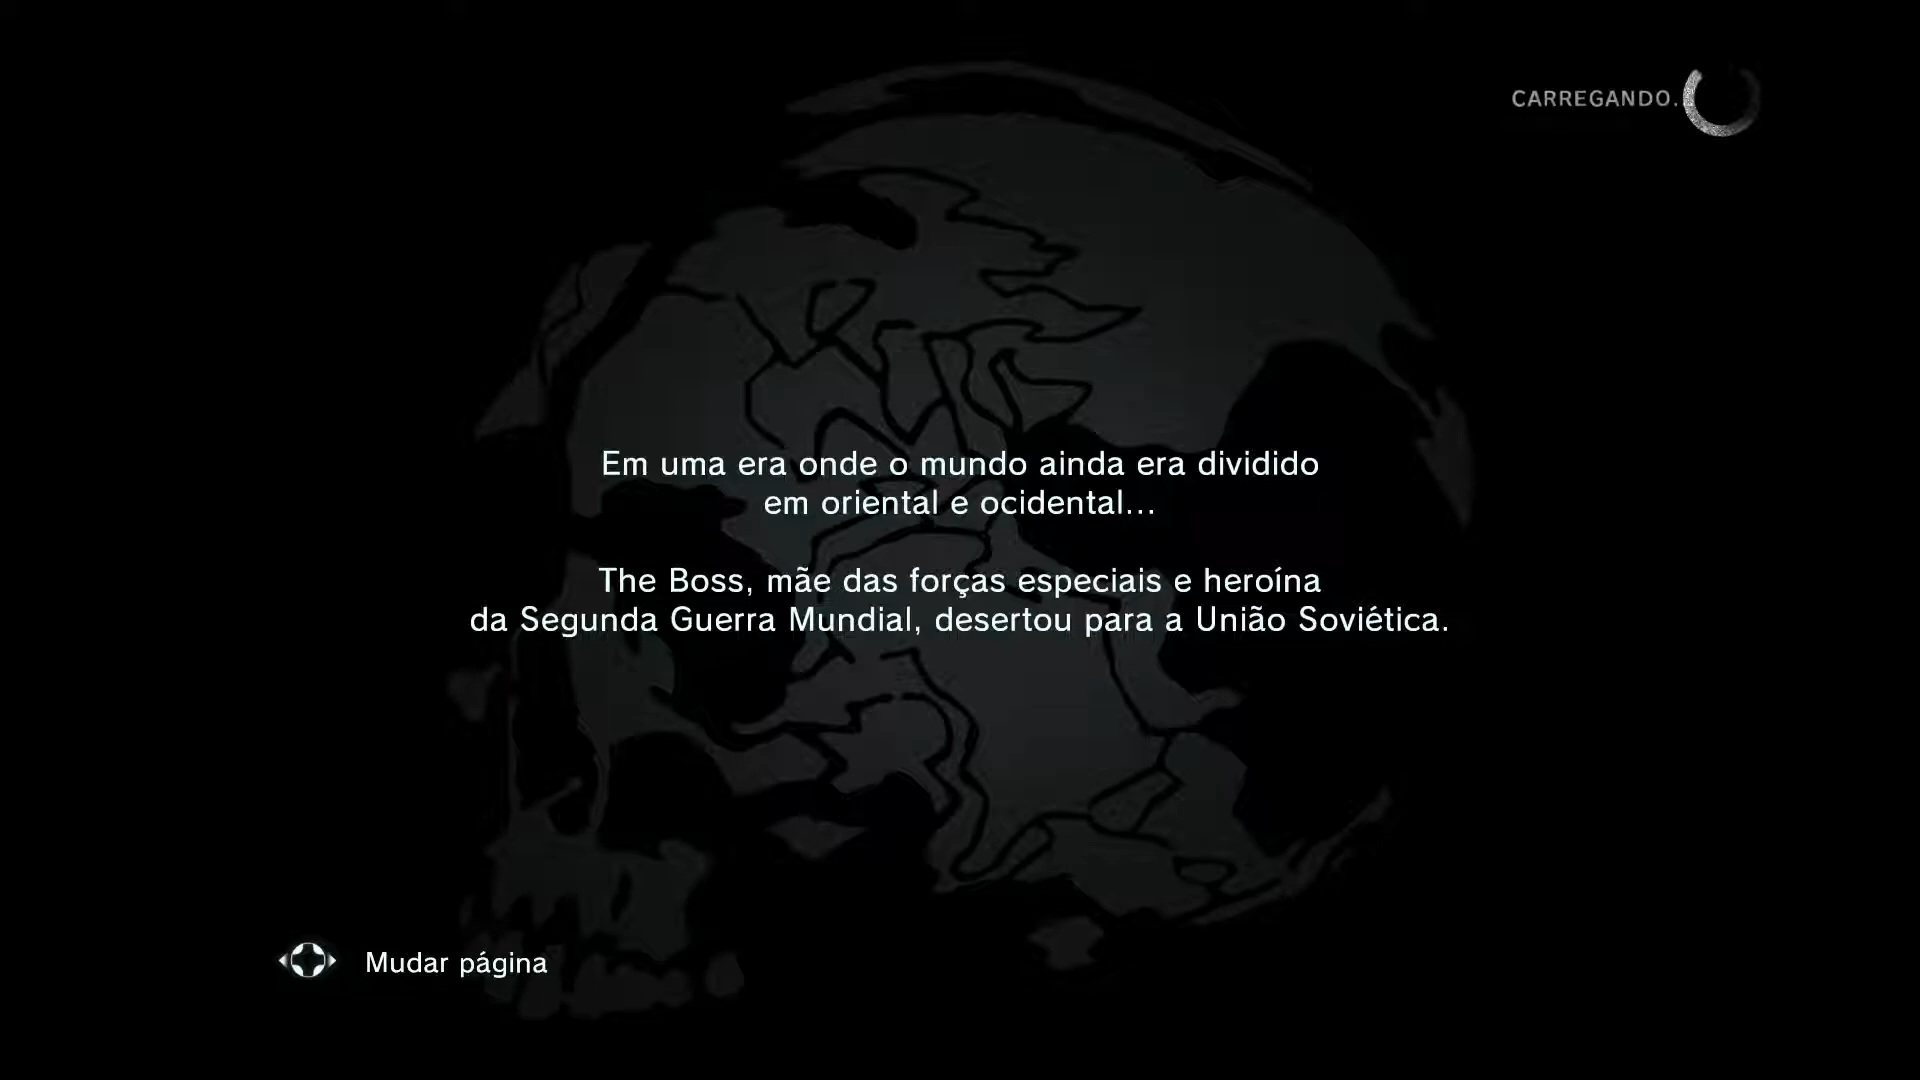 CARREGANDO.
Em uma era onde o mundo ainda era dividido
em oriental e ocidental...
The Boss, mãe das forças especiais e heroína
da Segunda Guerra Mundial, desertou para a União Soviética.
Mudar página